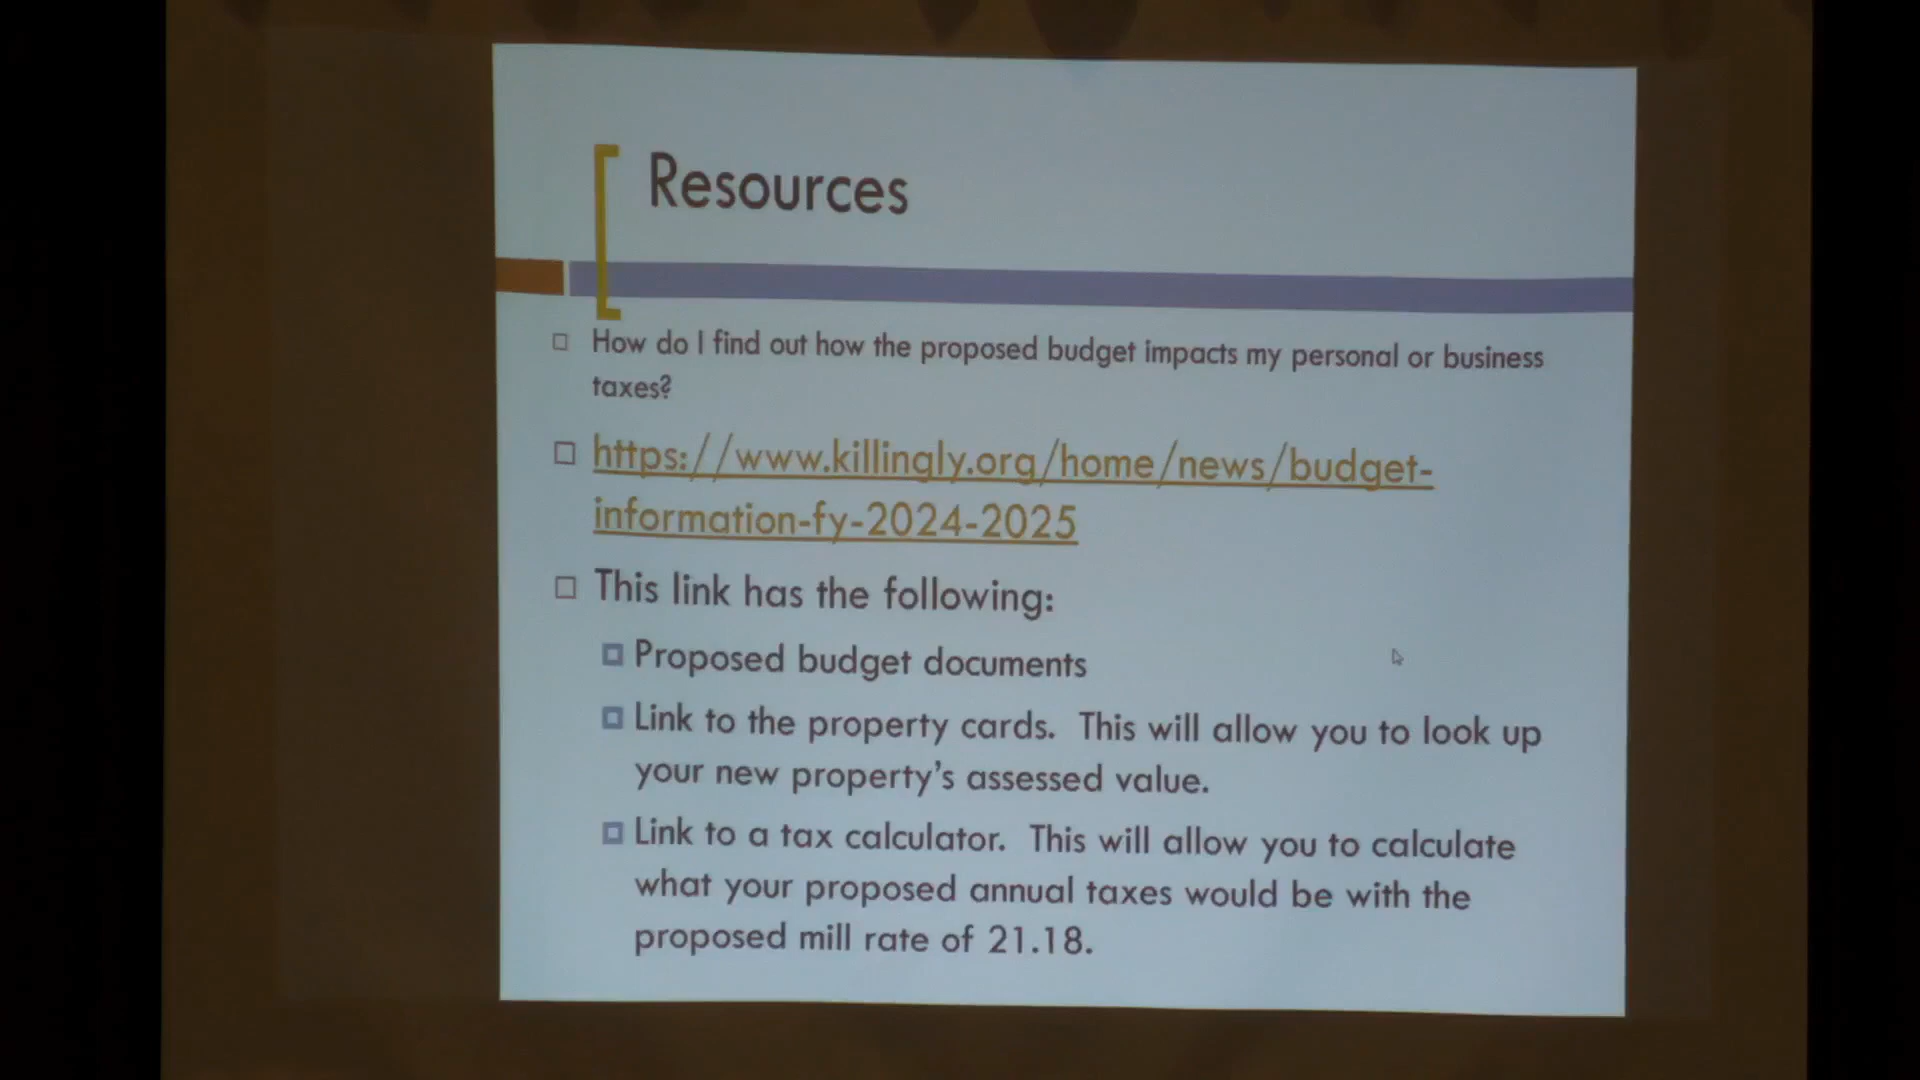 Resources
How do I find out how the proposed budget impacts my personal or business
taxes?
https://www.killingly.org/home/news/budget-
information-fy-2024-2025
This link has the following:
Proposed budget documents
Link to the property cards.  This will allow you to look up
your new property's assessed value.
Link to a tax calculator.  This will allow you to calculate
what your proposed annual taxes would be with the
proposed mill rate of 21.18.